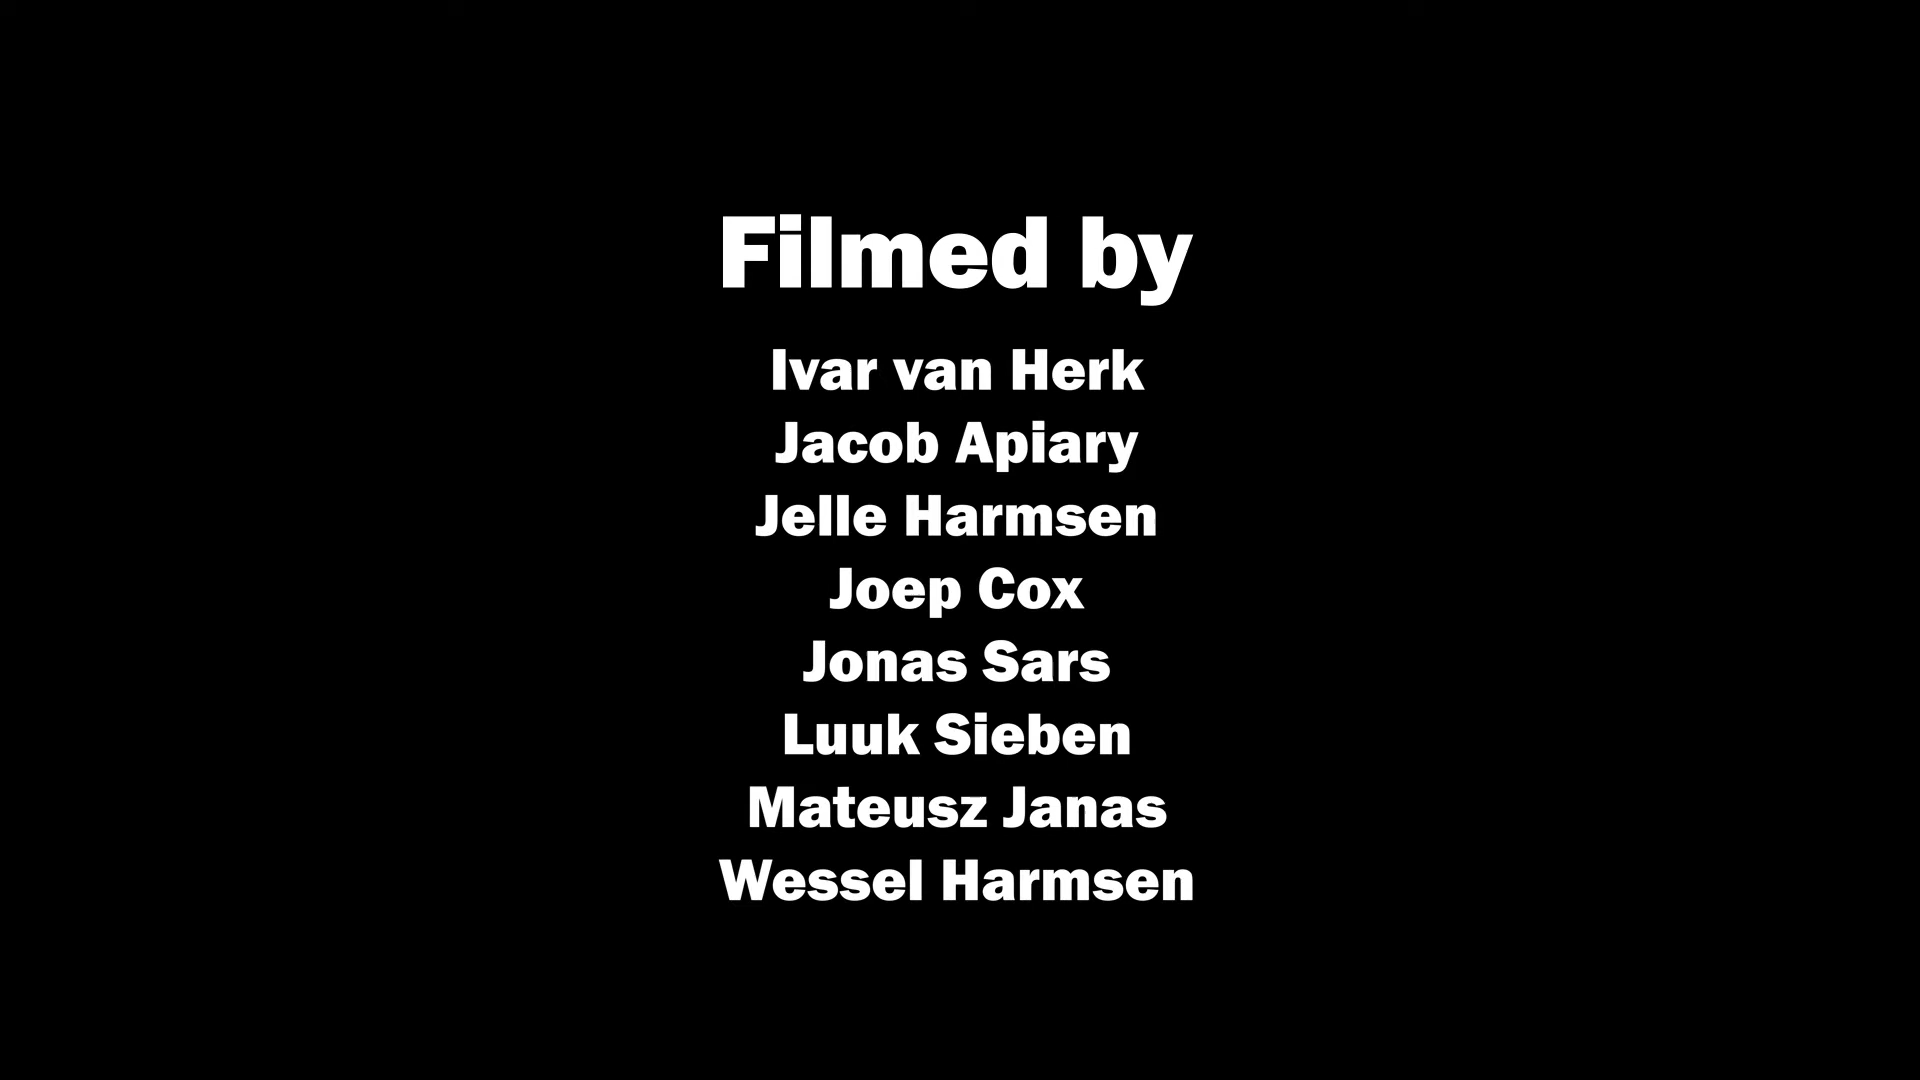 Filmed by
Ivar van Herk
Jacob Apiary
Jelle Harmsen
Joep Cox
Jonas Sars
Luuk Sieben
Mateusz Janas
Wessel Harmsen